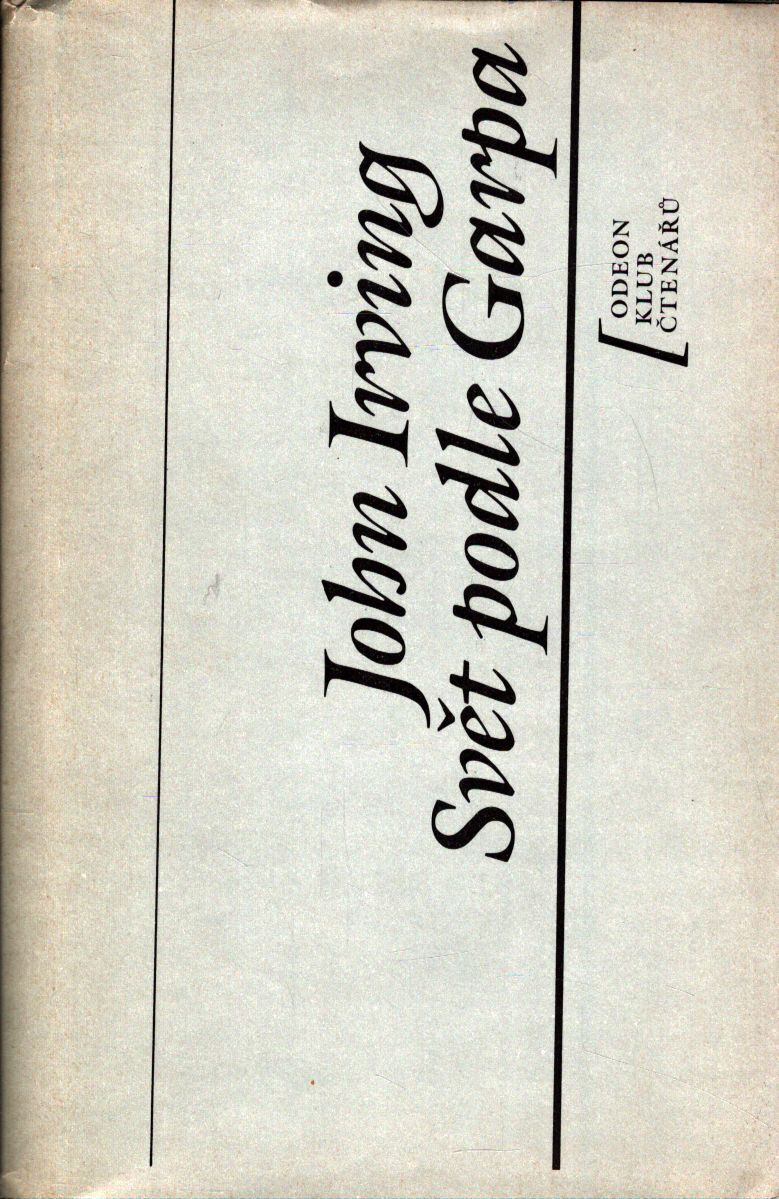 John Irving
Svět podle Garpa
ODEON
KLUB
ČTENÁŘŮ